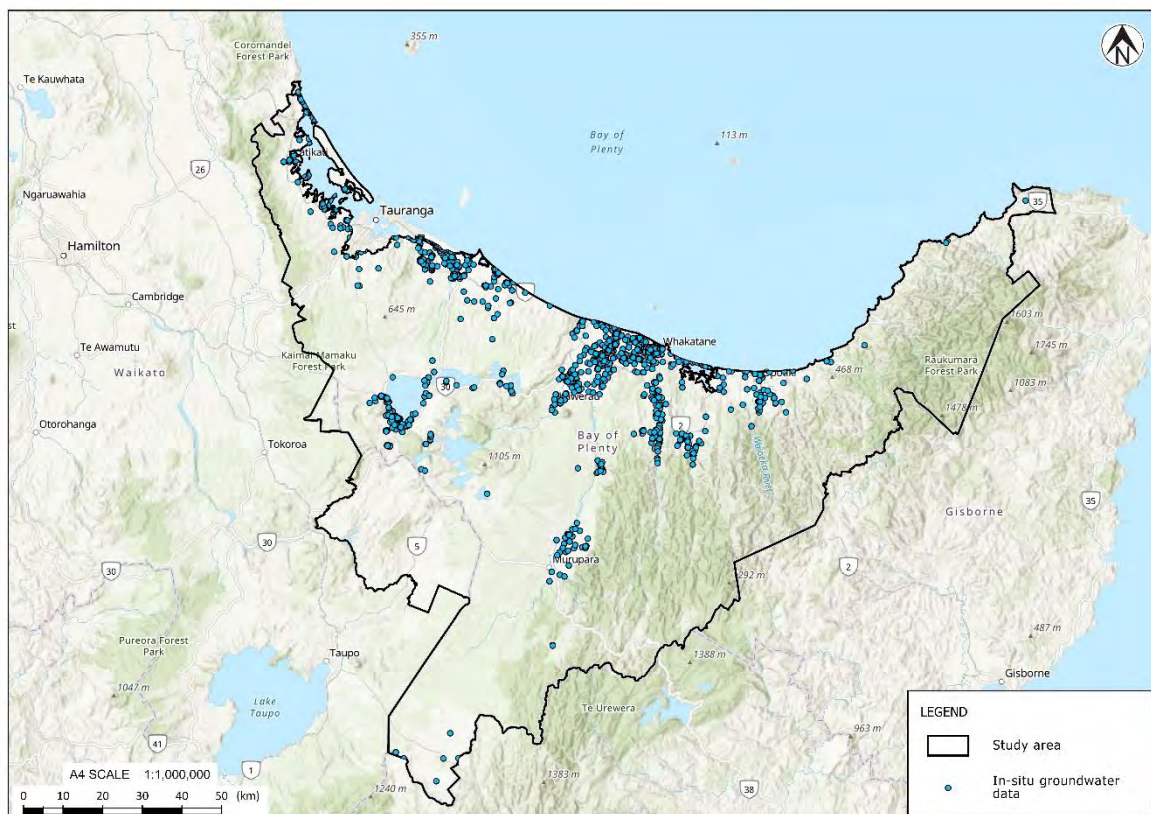 355 m
N
Coromandel
Forest Park
Te Kauwhata
Bay of
Plenty
113 m
26
Ngaruawahia
Tauranga
35
Hamilton
Cambridge
645 m
Whakatane
1603 m
1745 m
Te Awamutu
Kaimai Mamaku
Forest Park
Waikato
30
468 m
Raukumara
Forest Park
1083 m
1478 m
Otorohanga
2
Bay of
Plenty
Tokoroa
1105 m
Waioeka River
35
Gisborne
30
5
30
Murupara
292 m
2
Pureora Forest
Park
487 m
Taupo
1388 m
Gisborne
1047 m
Lake
Taupo
Te Urewera
963 m
41
1
1383 m
1240 m
38
A4 SCALE 1:1,000,000
0 10 20 30 40 50 (km)
LEGEND
Study area
In-situ groundwater
data